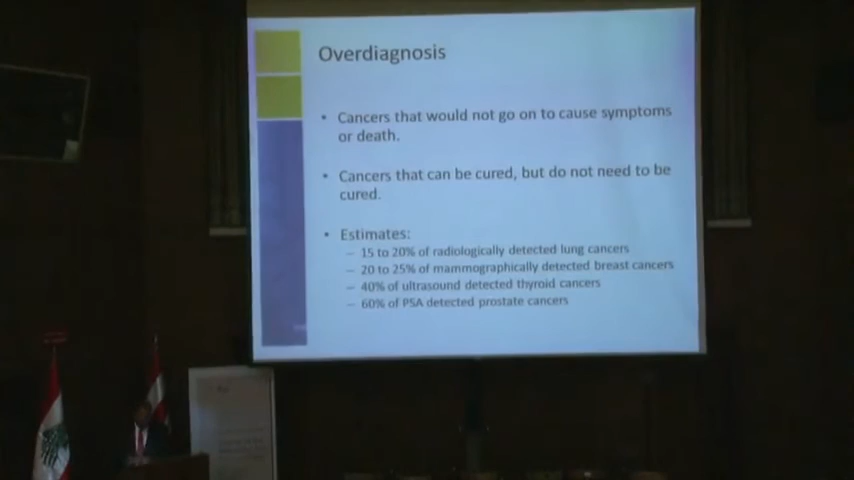 Overdiagnosis
• Cancers that would not go on to cause symptoms
or death.
• Cancers that can be cured, but do not need to be
cured.
• Estimates:
– 15 to 20% of radiologically detected lung cancers
– 20 to 25% of mammographically detected breast cancers
– 40% of ultrasound detected thyroid cancers
– 60% of PSA detected prostate cancers